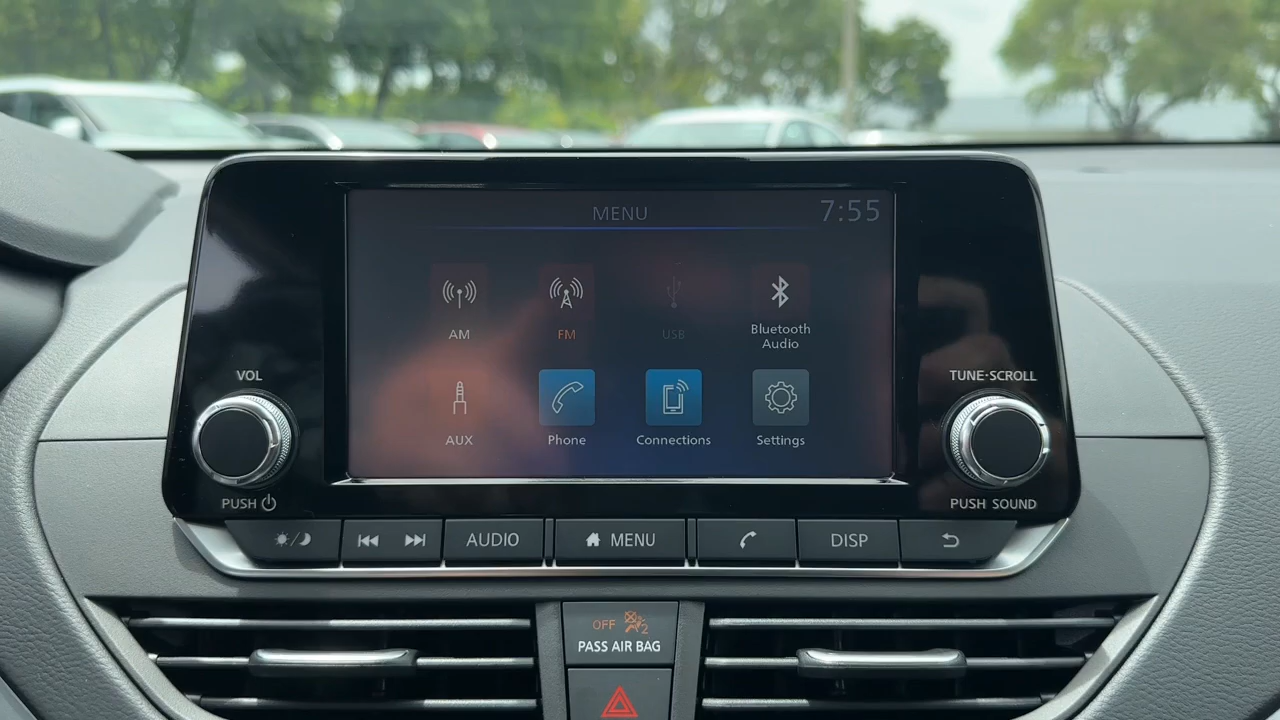 MENU 7:55
AM FM USB Bluetooth
Audio
AUX Phone Connections Settings
VOL
TUNE·SCROLL
PUSH
PUSH SOUND
AUDIO MENU DISP
OFF 2
PASS AIR BAG